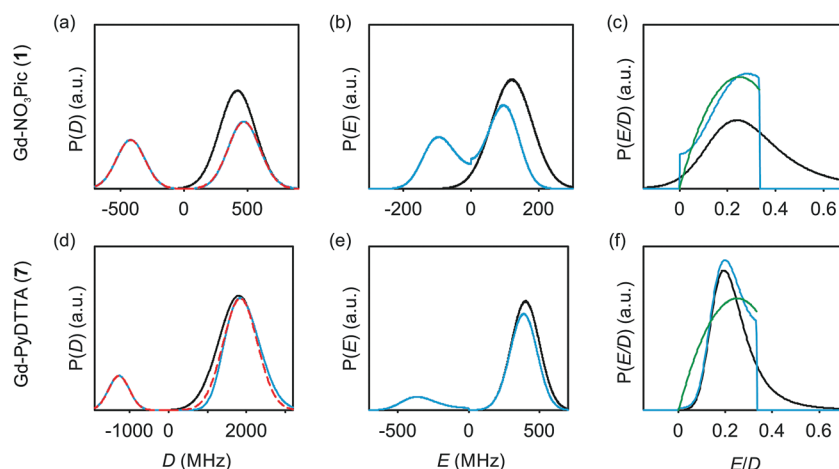 (a) (b) (c)
Gd-NO₃Pic (1)
P(D) (a.u.)
P(E) (a.u.)
P(E/D) (a.u.)
-500 0 500
-200 0 200
0 0.2 0.4 0.6
(d) (e) (f)
Gd-PyDTTA (7)
P(D) (a.u.)
P(E) (a.u.)
P(E/D) (a.u.)
-1000 0 2000
-500 0 500
0 0.2 0.4 0.6
D (MHz)
E (MHz)
E/D